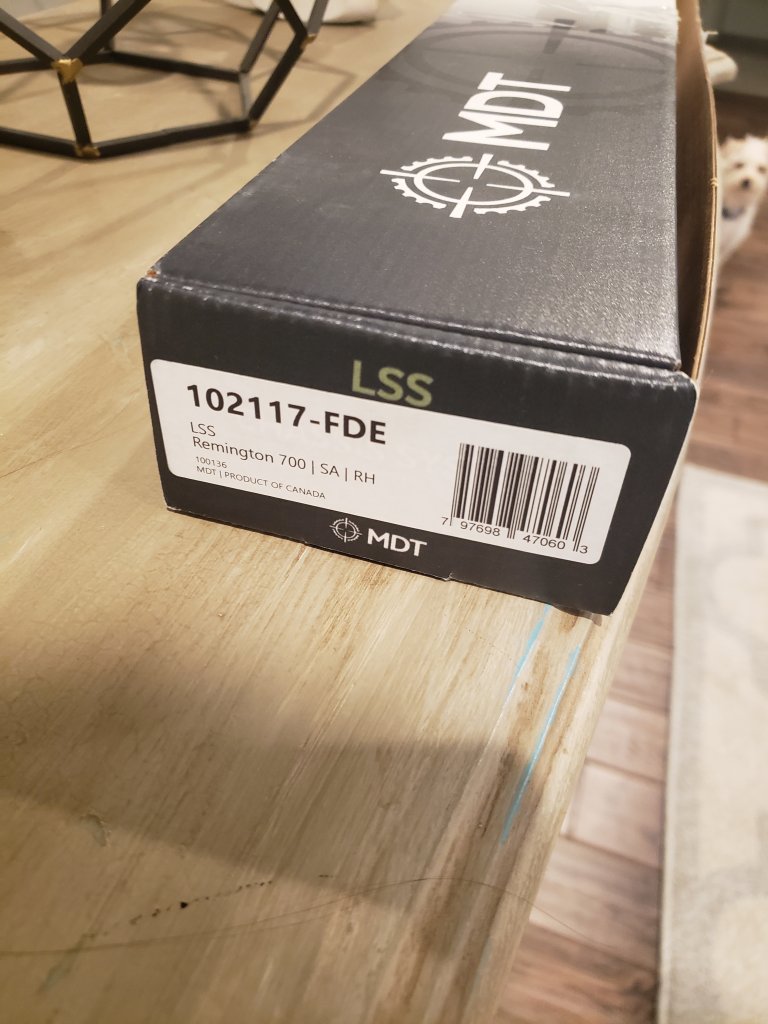 MDT
LSS
102117-FDE
LSS
Remington 700 | SA | RH
100136
MDT | PRODUCT OF CANADA
7 97698 47060 3
MDT